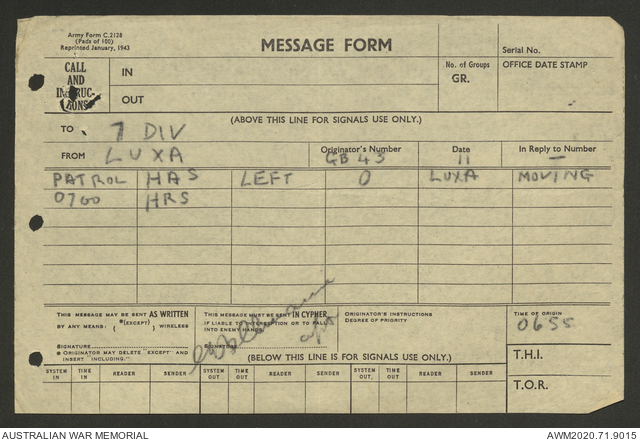 Army Form C.2128
(Pads of 100)
Reprinted January, 1943
MESSAGE FORM
Serial No.
CALL AND INSTRUCTIONS
IN
OUT
No. of Groups
GR.
OFFICE DATE STAMP
(ABOVE THIS LINE FOR SIGNALS USE ONLY.)
TO 7 DIV
FROM LUXA
Originator's Number
GB 43
Date
11
In Reply to Number
—
PATROL HAS LEFT O LUXA MOVING
0700 HRS
THIS MESSAGE MAY BE SENT AS WRITTEN
BY ANY MEANS: ( *(EXCEPT) ) WIRELESS
SIGNATURE
* ORIGINATOR MAY DELETE "EXCEPT" AND
INSERT "INCLUDING."
THIS MESSAGE MUST BE SENT IN CYPHER
IF LIABLE TO INTERCEPTION OR TO FALL
INTO ENEMY HANDS.
SIGNATURE
ORIGINATOR'S INSTRUCTIONS
DEGREE OF PRIORITY
TIME OF ORIGIN
0655
T.H.I.
T.O.R.
(BELOW THIS LINE IS FOR SIGNALS USE ONLY.)
SYSTEM IN TIME IN READER SENDER SYSTEM OUT TIME OUT READER SENDER SYSTEM OUT. TIME OUT. READER SENDER
AUSTRALIAN WAR MEMORIAL
AWM2020.71.9015